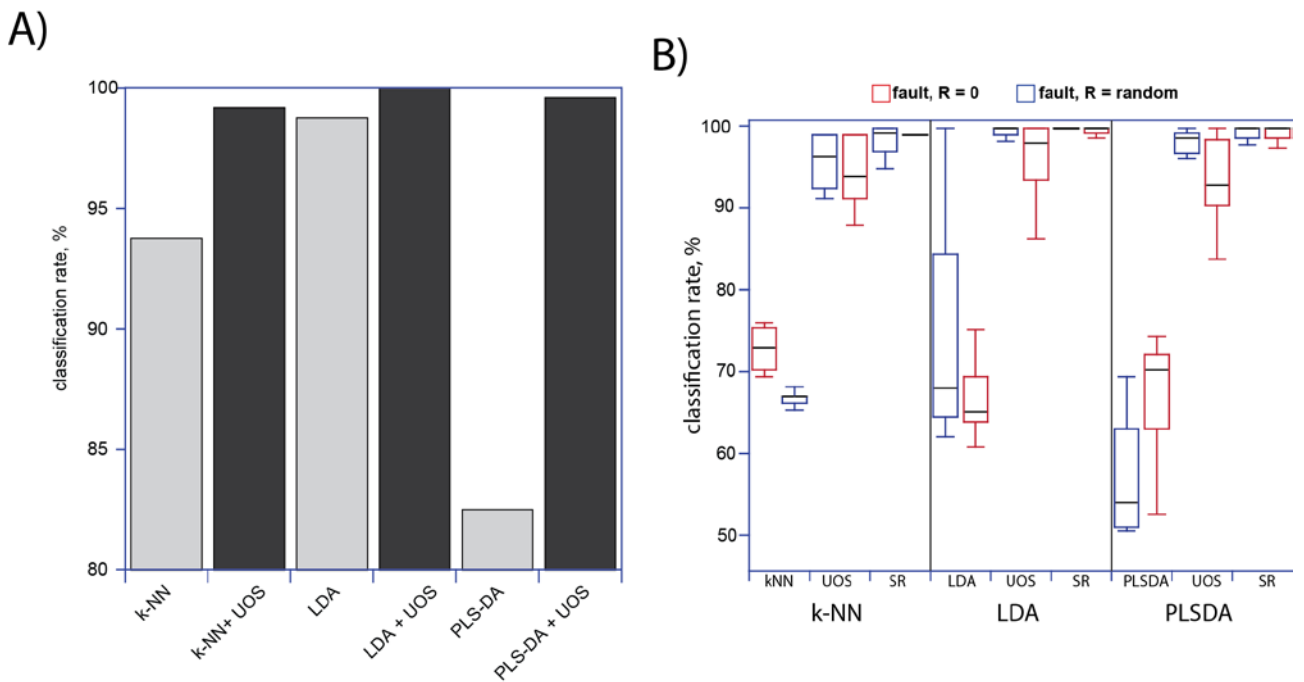 A)
100
95
90
85
80
classification rate, %
k-NN
k-NN+ UOS
LDA
LDA + UOS
PLS-DA
PLS-DA + UOS
B)
fault, R = 0 fault, R = random
100
90
80
70
60
50
classification rate, %
kNN UOS SR LDA UOS SR PLSDA UOS SR
k-NN LDA PLSDA